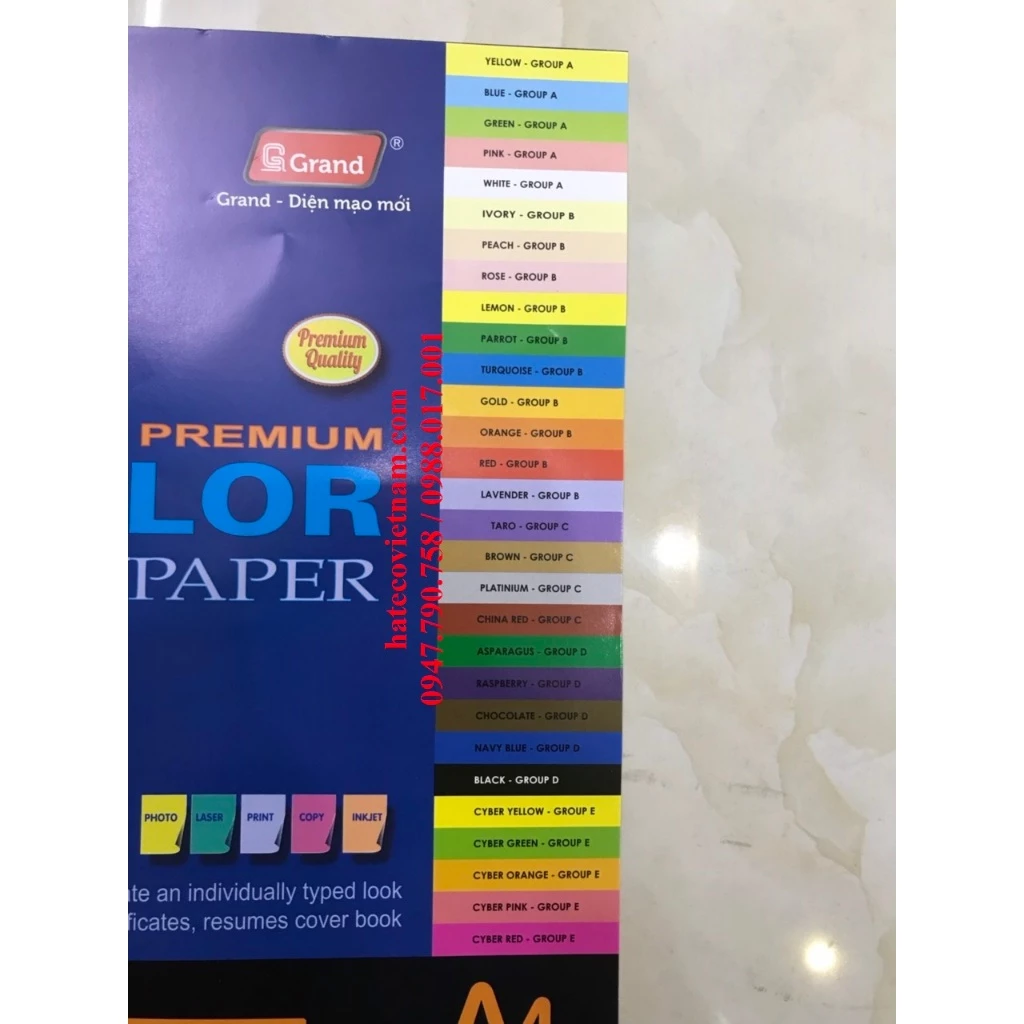 Grand ®
Grand - Diện mạo mới
Premium
Quality
PREMIUM
LOR
PAPER
hatecovietnam.com
0947.790.758 / 0988.017.001
PHOTO
LASER
PRINT
COPY
INKJET
te an individually typed look
ficates, resumes cover book
YELLOW - GROUP A
BLUE - GROUP A
GREEN - GROUP A
PINK - GROUP A
WHITE - GROUP A
IVORY - GROUP B
PEACH - GROUP B
ROSE - GROUP B
LEMON - GROUP B
PARROT - GROUP B
TURQUOISE - GROUP B
GOLD - GROUP B
ORANGE - GROUP B
RED - GROUP B
LAVENDER - GROUP B
TARO - GROUP C
BROWN - GROUP C
PLATINIUM - GROUP C
CHINA RED - GROUP C
ASPARAGUS - GROUP D
RASPBERRY - GROUP D
CHOCOLATE - GROUP D
NAVY BLUE - GROUP D
BLACK - GROUP D
CYBER YELLOW - GROUP E
CYBER GREEN - GROUP E
CYBER ORANGE - GROUP E
CYBER PINK - GROUP E
CYBER RED - GROUP E
A4